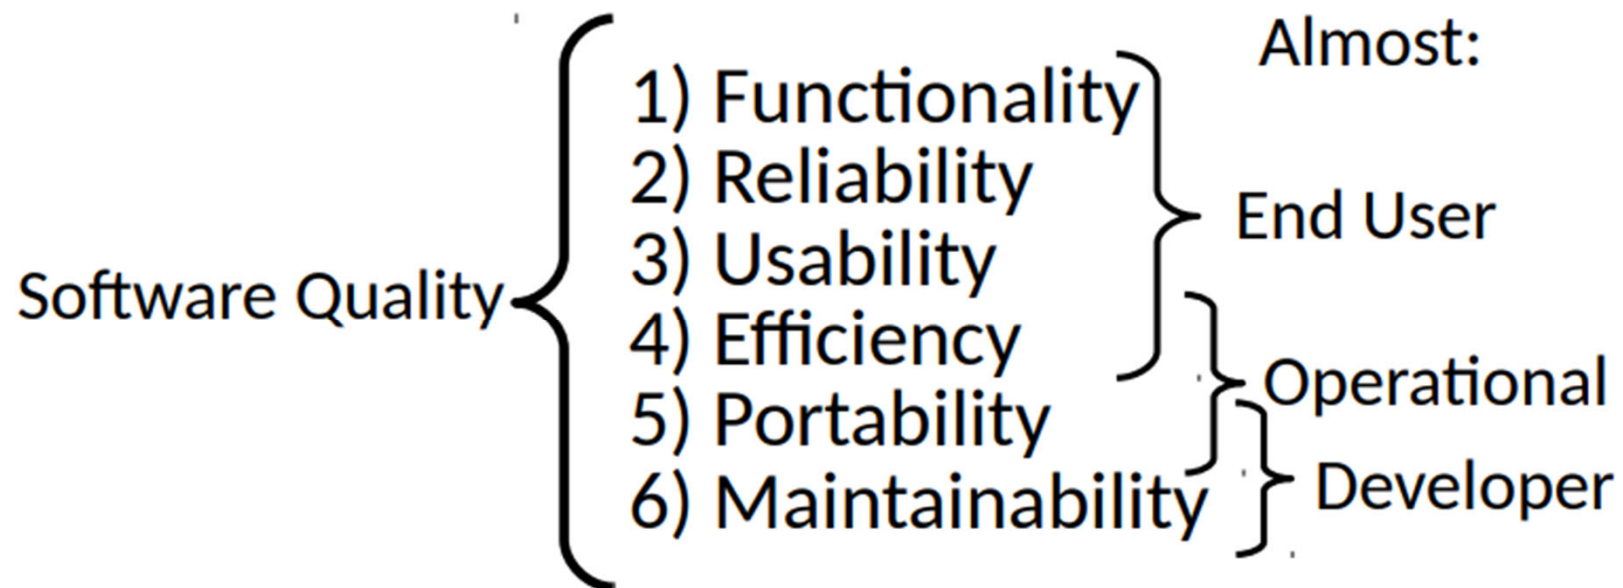 Almost:
1) Functionality
2) Reliability
End User
3) Usability
Software Quality
4) Efficiency
Operational
5) Portability
Developer
6) Maintainability